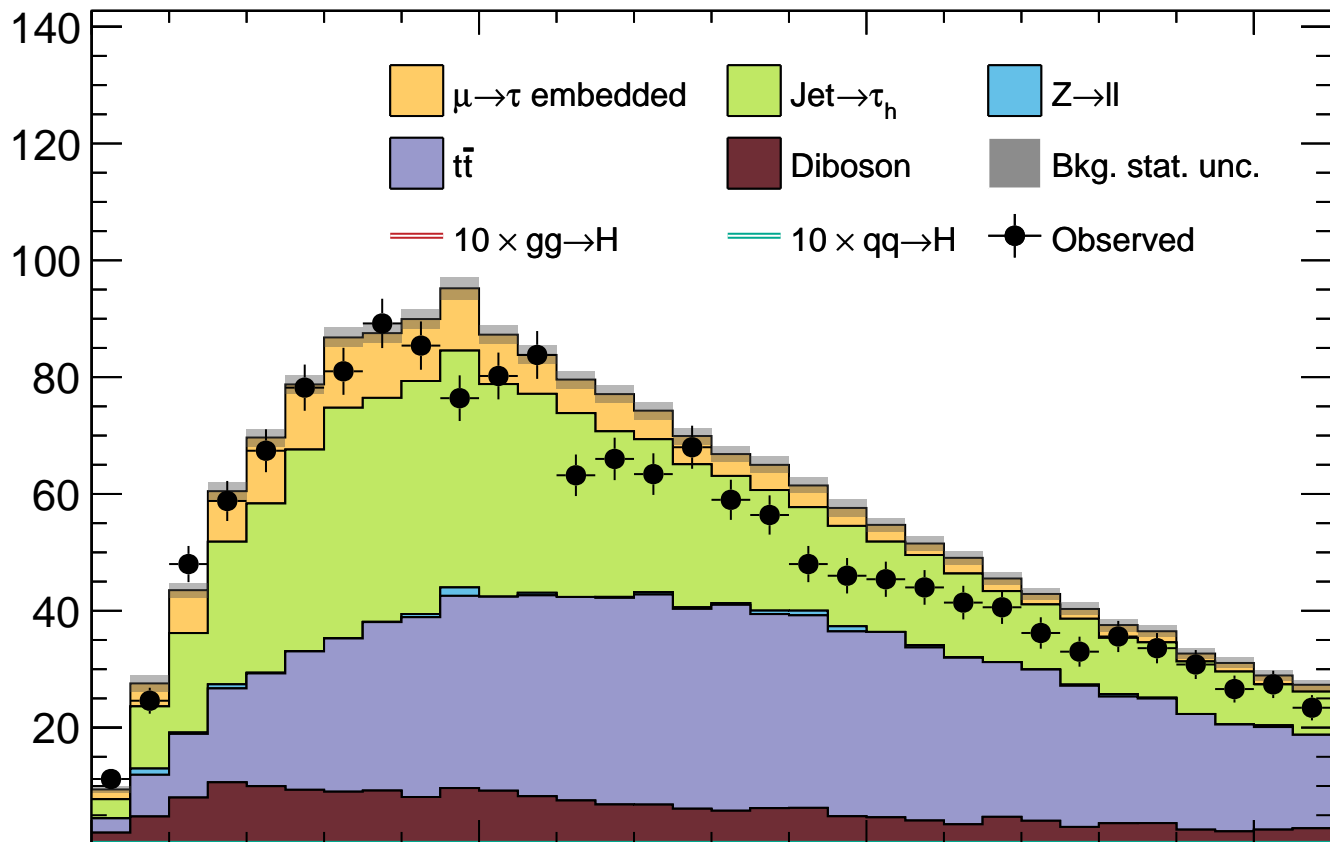 140
120
100
80
60
40
20
μ→τ embedded
Jet→τₕ
Z→ll
tt̄
Diboson
Bkg. stat. unc.
10 × gg→H
10 × qq→H
Observed